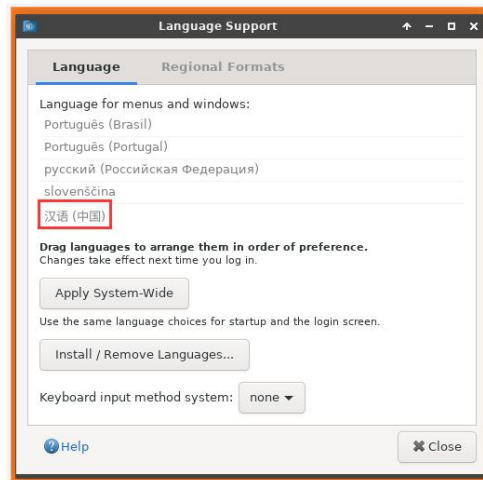 Language Support
Language Regional Formats
Language for menus and windows:
Português (Brasil)
Português (Portugal)
русский (Российская Федерация)
slovenščina
汉语 (中国)
Drag languages to arrange them in order of preference.
Changes take effect next time you log in.
Apply System-Wide
Use the same language choices for startup and the login screen.
Install / Remove Languages...
Keyboard input method system: none
Help Close